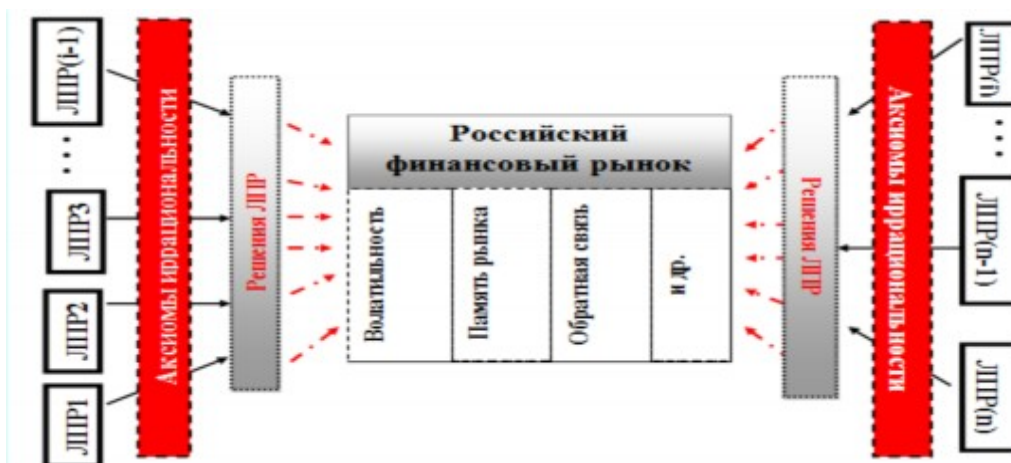 ЛПР(i-1)
. . .
ЛПР3
ЛПР2
ЛПР1
Аксиомы иррациональности
Решения ЛПР
Российский
финансовый рынок
Волатильность
Память рынка
Обратная связь
и др.
Решения ЛПР
Аксиомы иррациональности
ЛПР(i)
. . .
ЛПР(n-1)
ЛПР(n)